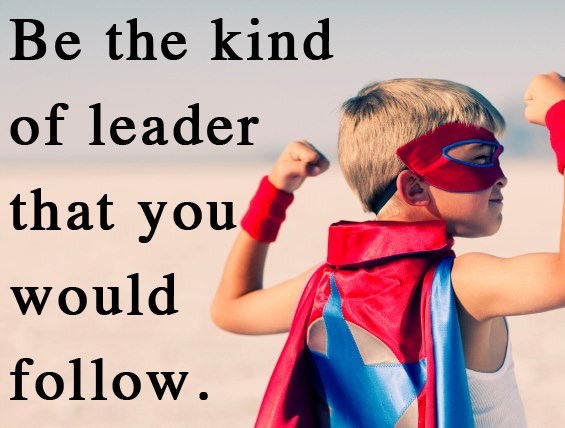 Be the kind
of leader
that you
would
follow.